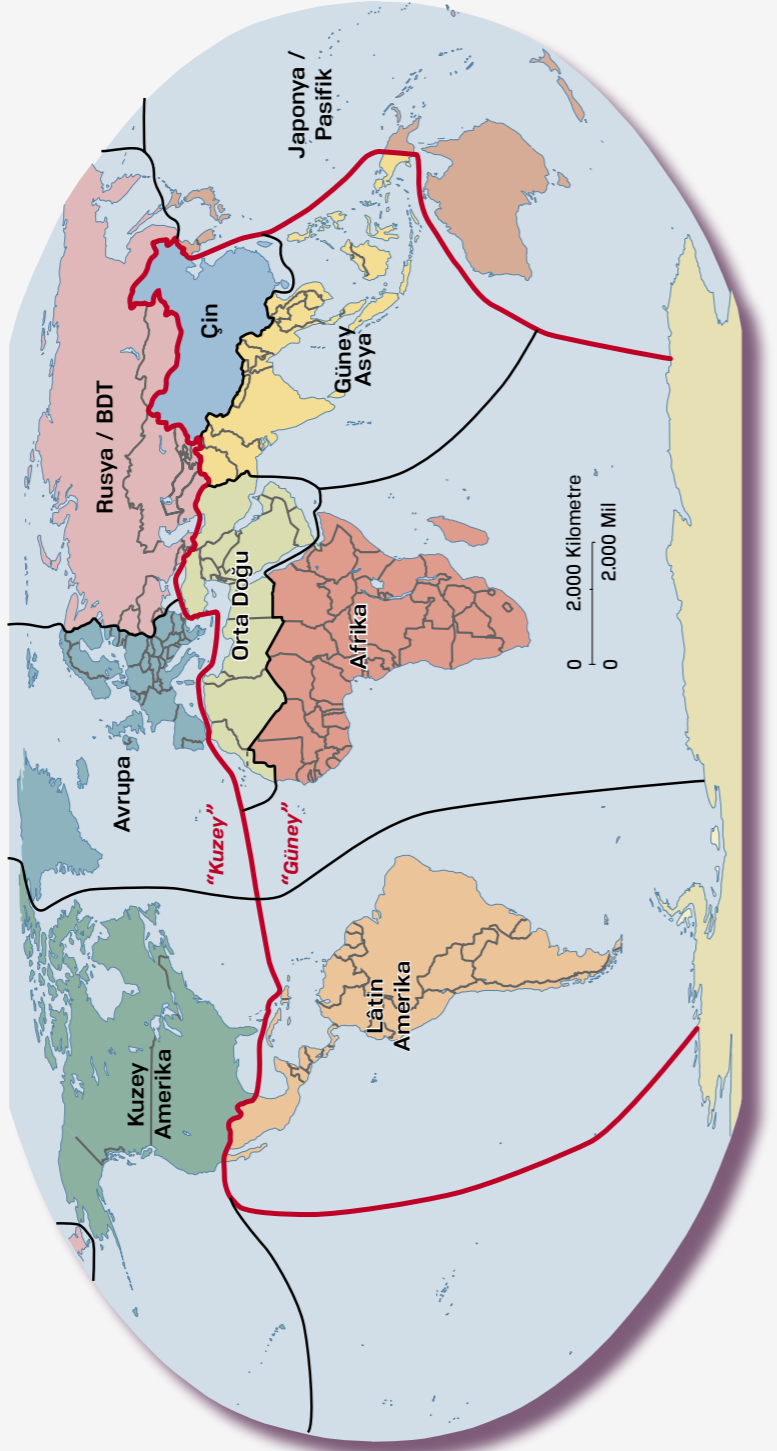 Kuzey
Amerika
Avrupa
Rusya / BDT
Çin
Japonya /
Pasifik
“Kuzey”
“Güney”
Orta Doğu
Güney
Asya
Lâtin
Amerika
Afrika
0 2.000 Kilometre
0 2.000 Mil